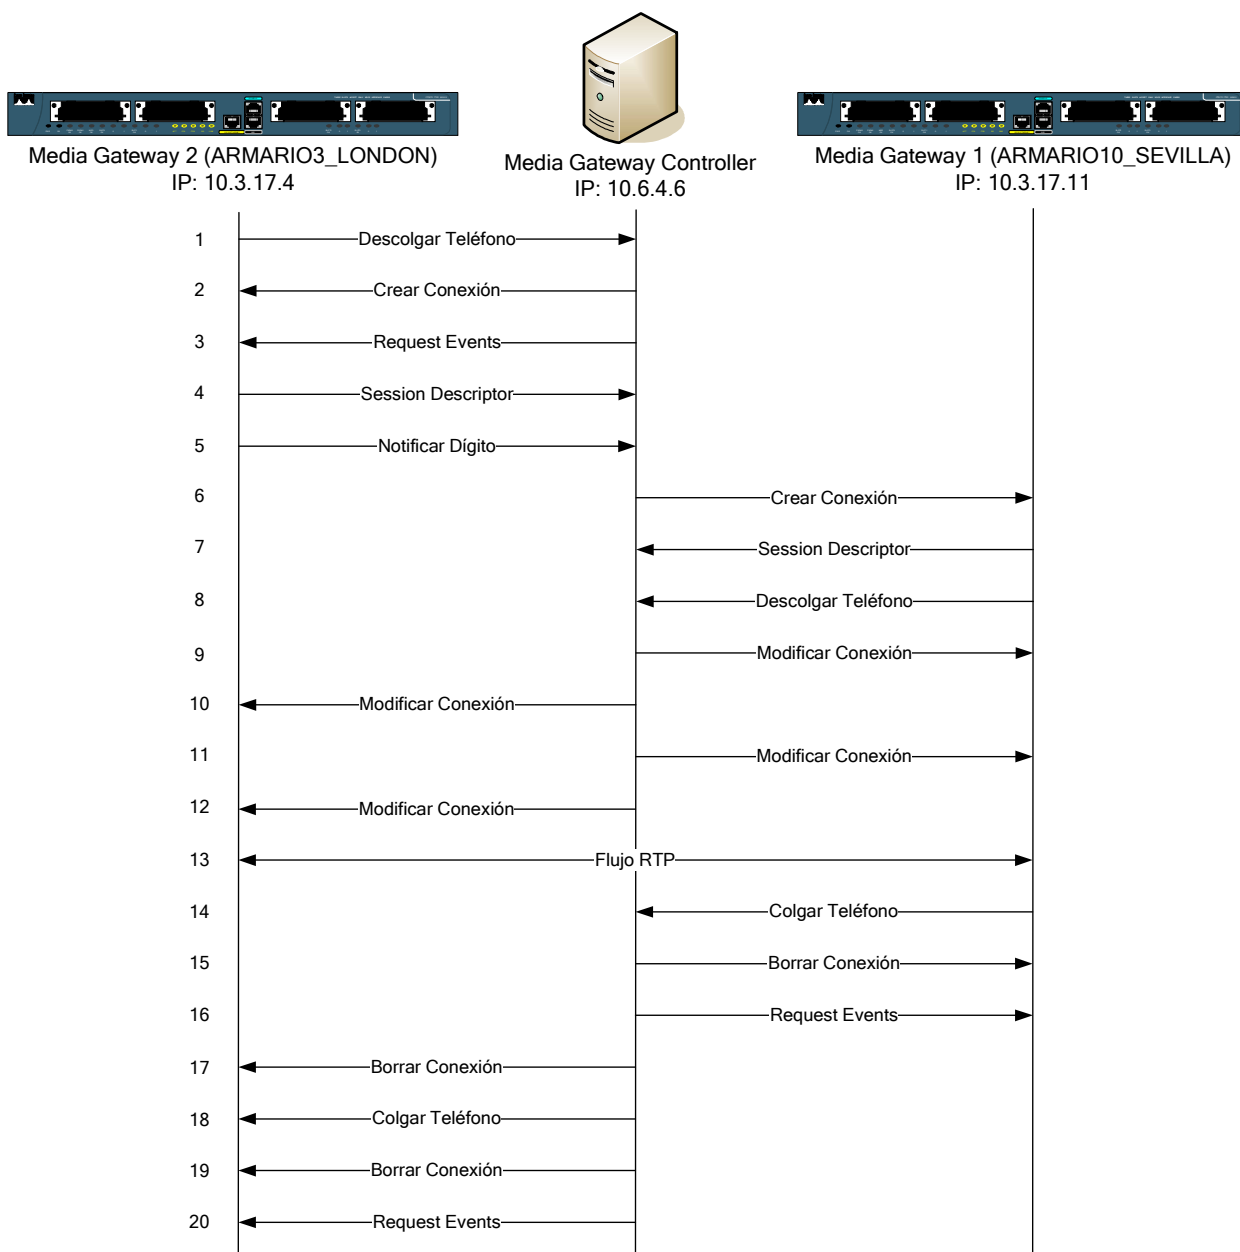 Media Gateway 2 (ARMARIO3_LONDON)
IP: 10.3.17.4
Media Gateway Controller
IP: 10.6.4.6
Media Gateway 1 (ARMARIO10_SEVILLA)
IP: 10.3.17.11
1 Descolgar Teléfono
2 Crear Conexión
3 Request Events
4 Session Descriptor
5 Notificar Dígito
6 Crear Conexión
7 Session Descriptor
8 Descolgar Teléfono
9 Modificar Conexión
10 Modificar Conexión
11 Modificar Conexión
12 Modificar Conexión
13 Flujo RTP
14 Colgar Teléfono
15 Borrar Conexión
16 Request Events
17 Borrar Conexión
18 Colgar Teléfono
19 Borrar Conexión
20 Request Events